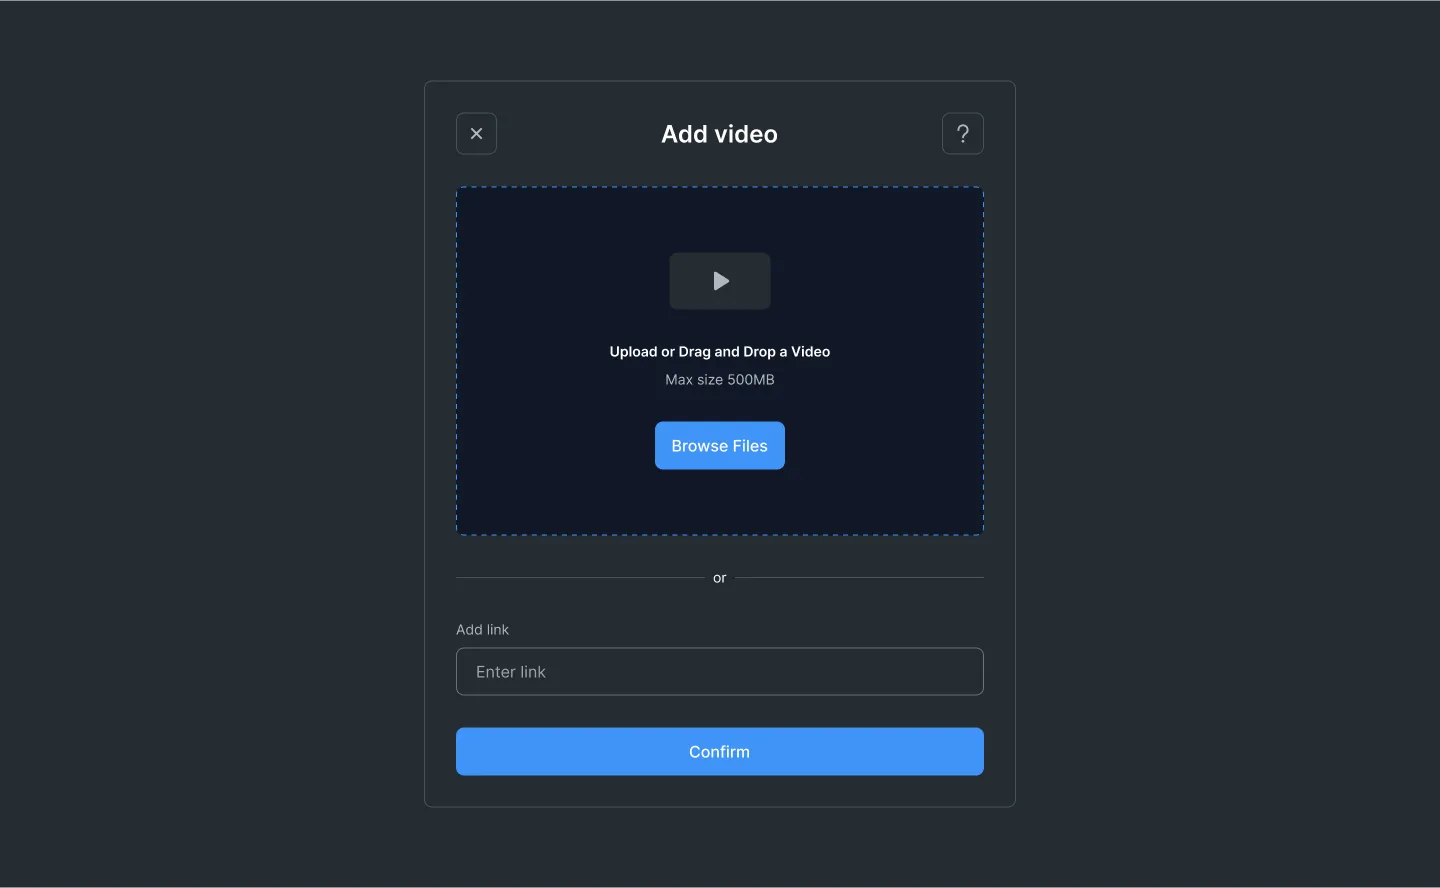 Add video
?
Upload or Drag and Drop a Video
Max size 500MB
Browse Files
or
Add link
Enter link
Confirm